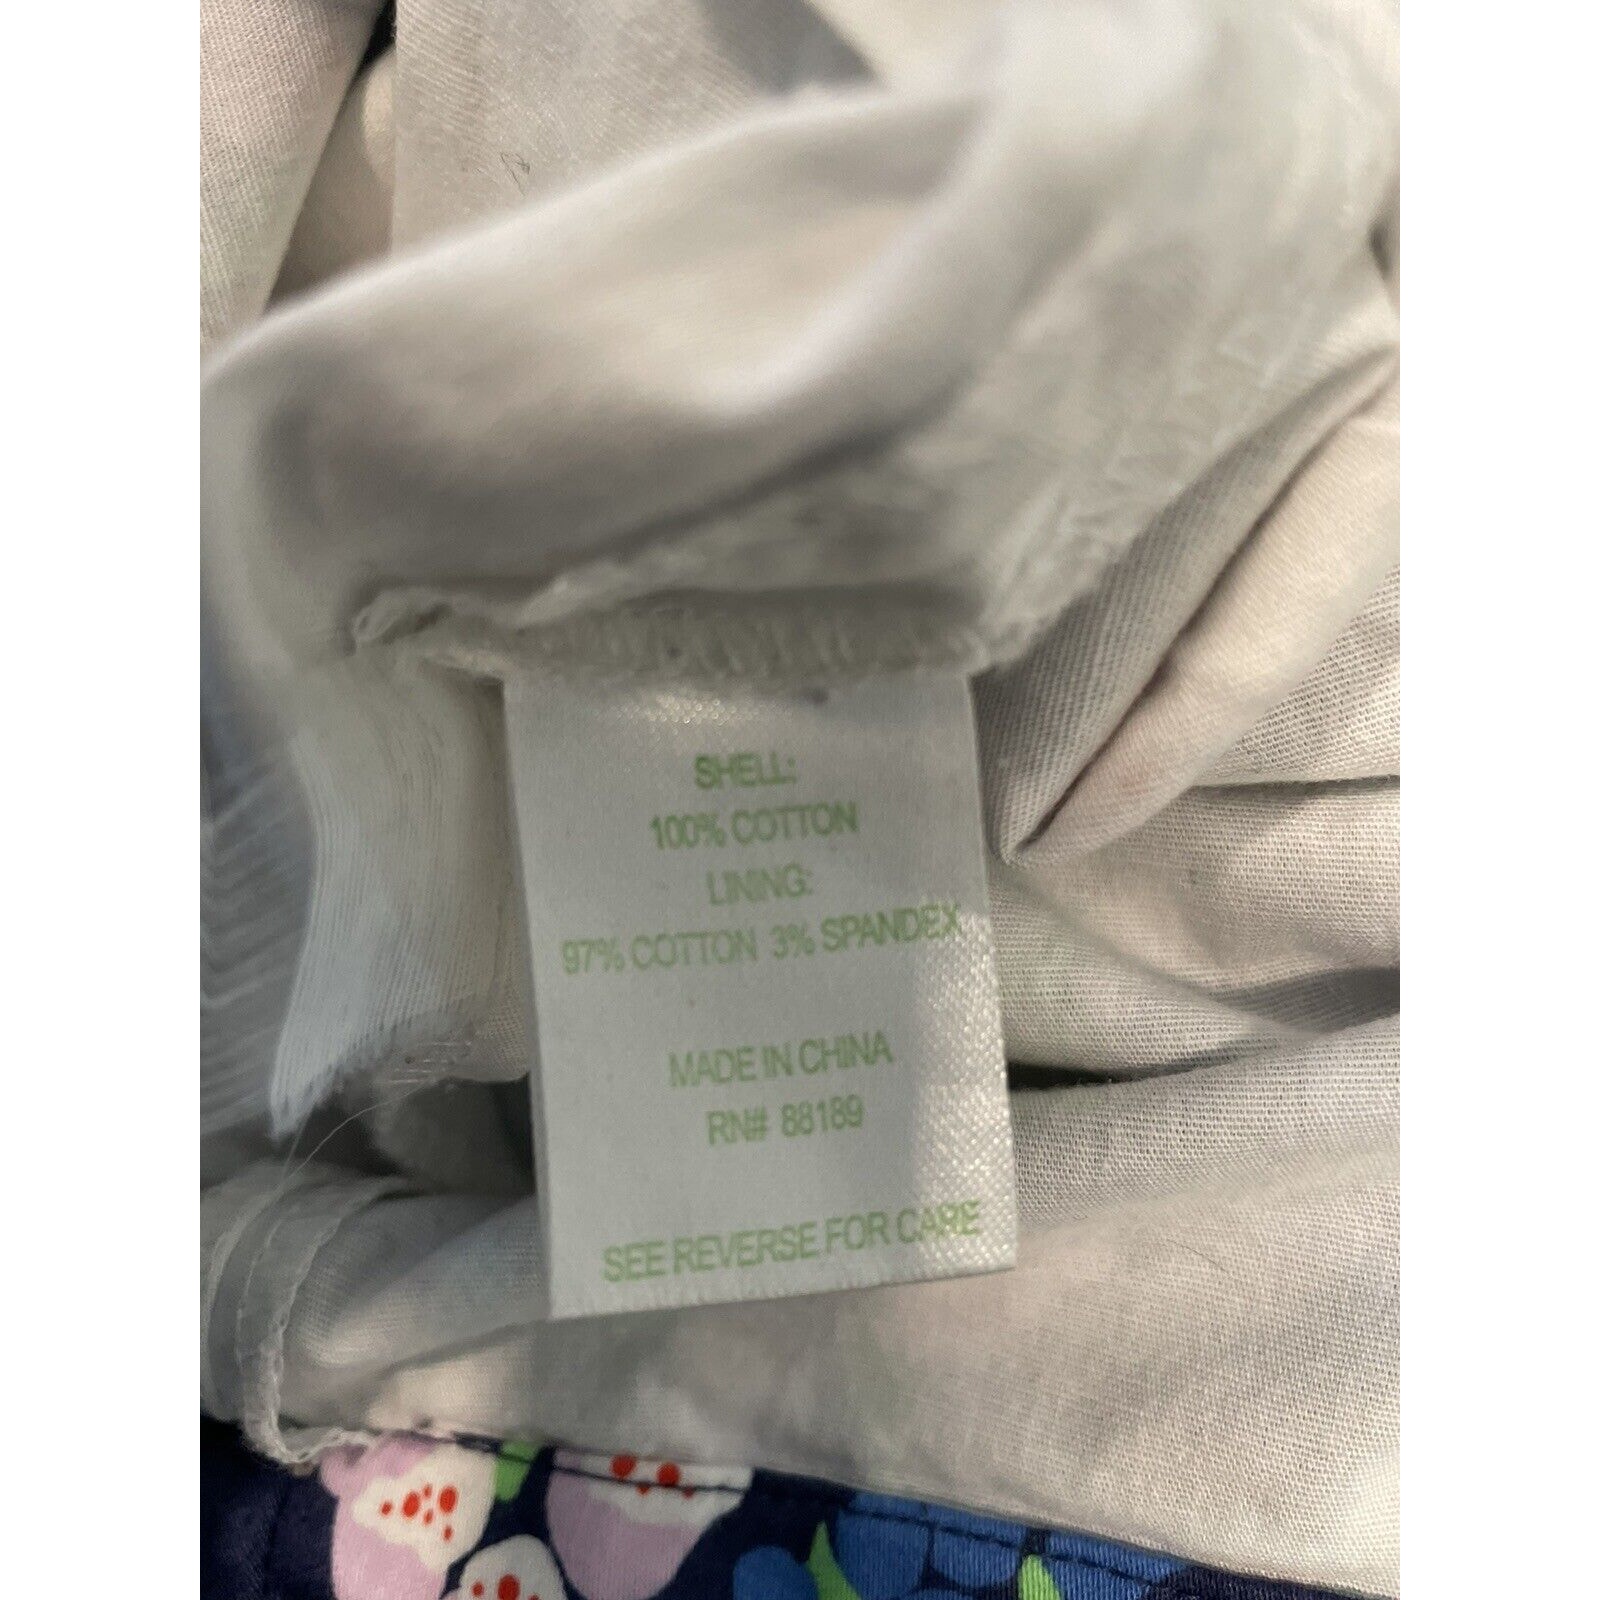 SHELL:
100% COTTON
LINING:
97% COTTON 3% SPANDEX
MADE IN CHINA
RN# 88189
SEE REVERSE FOR CARE